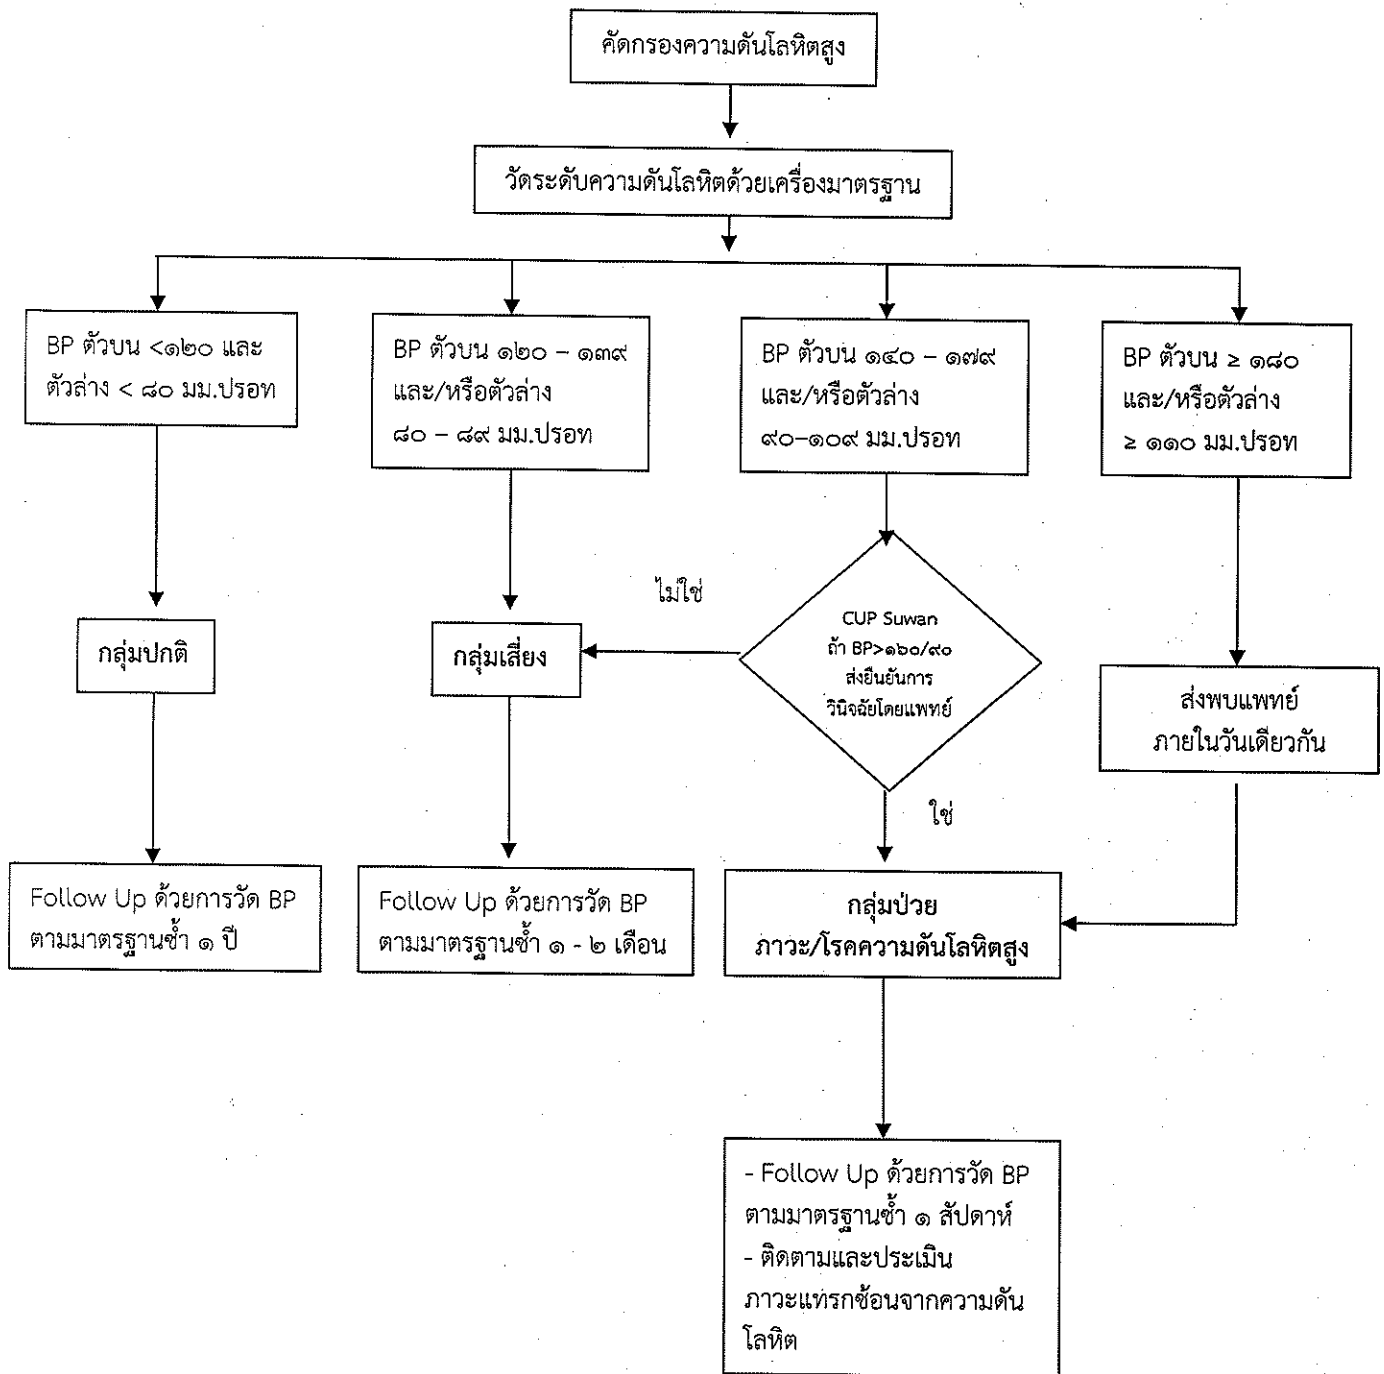 คัดกรองความดันโลหิตสูง
วัดระดับความดันโลหิตด้วยเครื่องมาตรฐาน
BP ตัวบน <๑๒๐ และ
ตัวล่าง < ๘๐ มม.ปรอท
BP ตัวบน ๑๒๐ – ๑๓๙
และ/หรือตัวล่าง
๘๐ – ๘๙ มม.ปรอท
BP ตัวบน ๑๔๐ – ๑๗๙
และ/หรือตัวล่าง
๙๐–๑๐๙ มม.ปรอท
BP ตัวบน ≥ ๑๘๐
และ/หรือตัวล่าง
≥ ๑๑๐ มม.ปรอท
กลุ่มปกติ
กลุ่มเสี่ยง
ไม่ใช่
CUP Suwan
ถ้า BP>๑๖๐/๙๐
ส่งยืนยันการ
วินิจฉัยโดยแพทย์
ส่งพบแพทย์
ภายในวันเดียวกัน
ใช่
Follow Up ด้วยการวัด BP
ตามมาตรฐานซ้ำ ๑ ปี
Follow Up ด้วยการวัด BP
ตามมาตรฐานซ้ำ ๑ - ๒ เดือน
กลุ่มป่วย
ภาวะ/โรคความดันโลหิตสูง
- Follow Up ด้วยการวัด BP
ตามมาตรฐานซ้ำ ๑ สัปดาห์
- ติดตามและประเมิน
ภาวะแทรกซ้อนจากความดัน
โลหิต